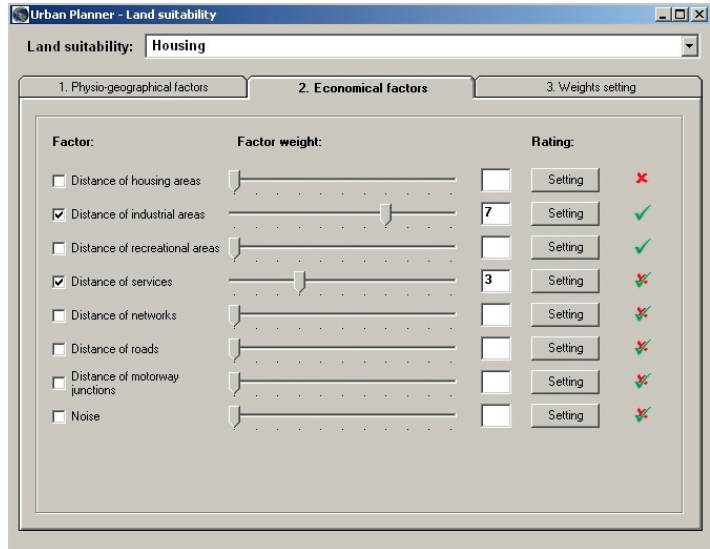 Urban Planner - Land suitability
Land suitability: Housing
1. Physio-geographical factors 2. Economical factors 3. Weights setting
Factor: Factor weight: Rating:
Distance of housing areas Setting
Distance of industrial areas 7 Setting
Distance of recreational areas Setting
Distance of services 3 Setting
Distance of networks Setting
Distance of roads Setting
Distance of motorway
junctions Setting
Noise Setting